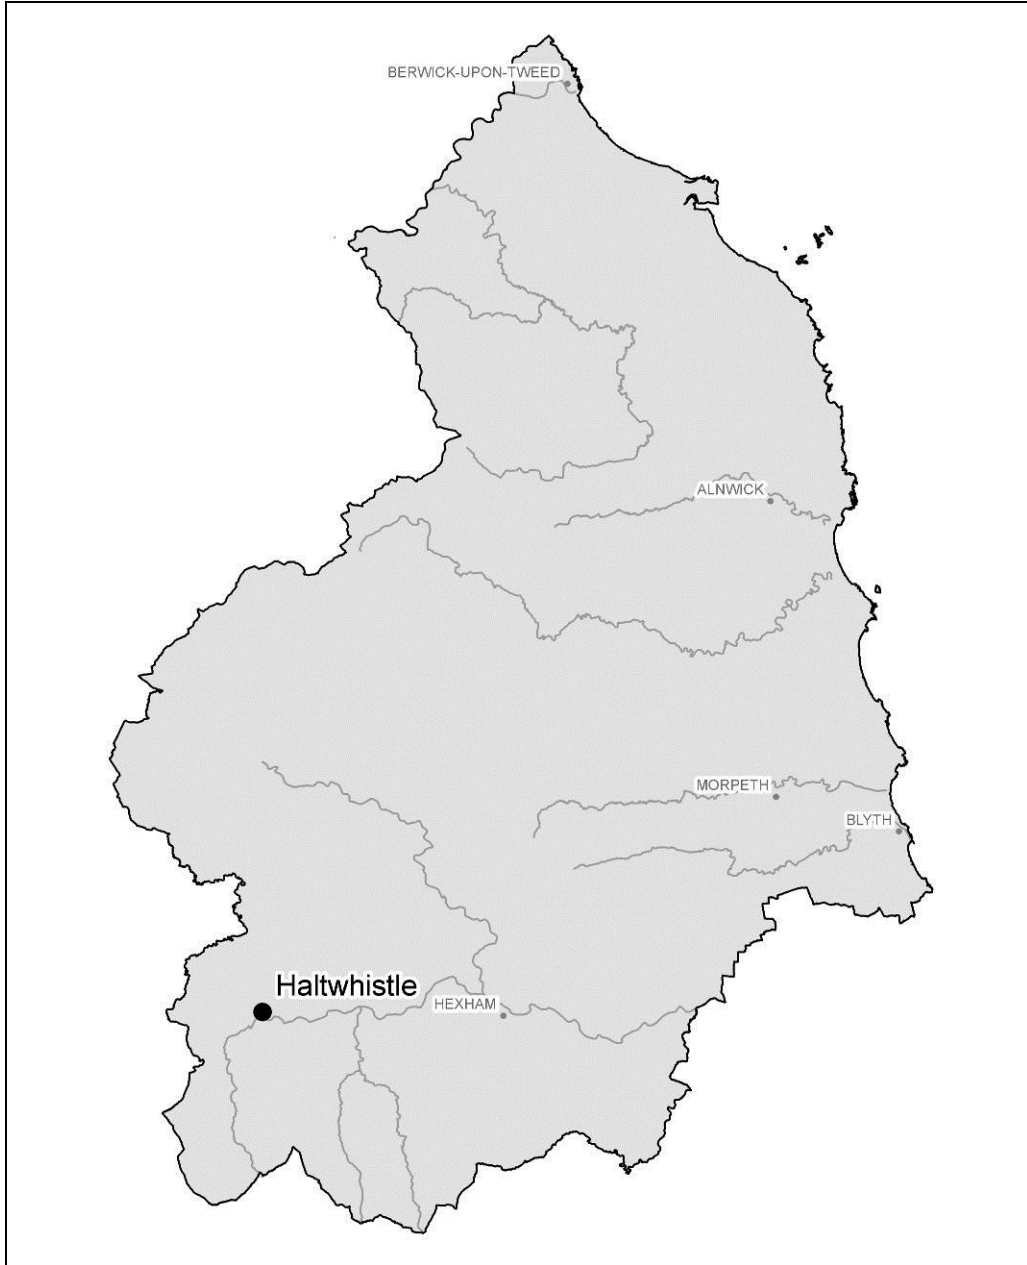 BERWICK-UPON-TWEED
ALNWICK
MORPETH
BLYTH
Haltwhistle
HEXHAM